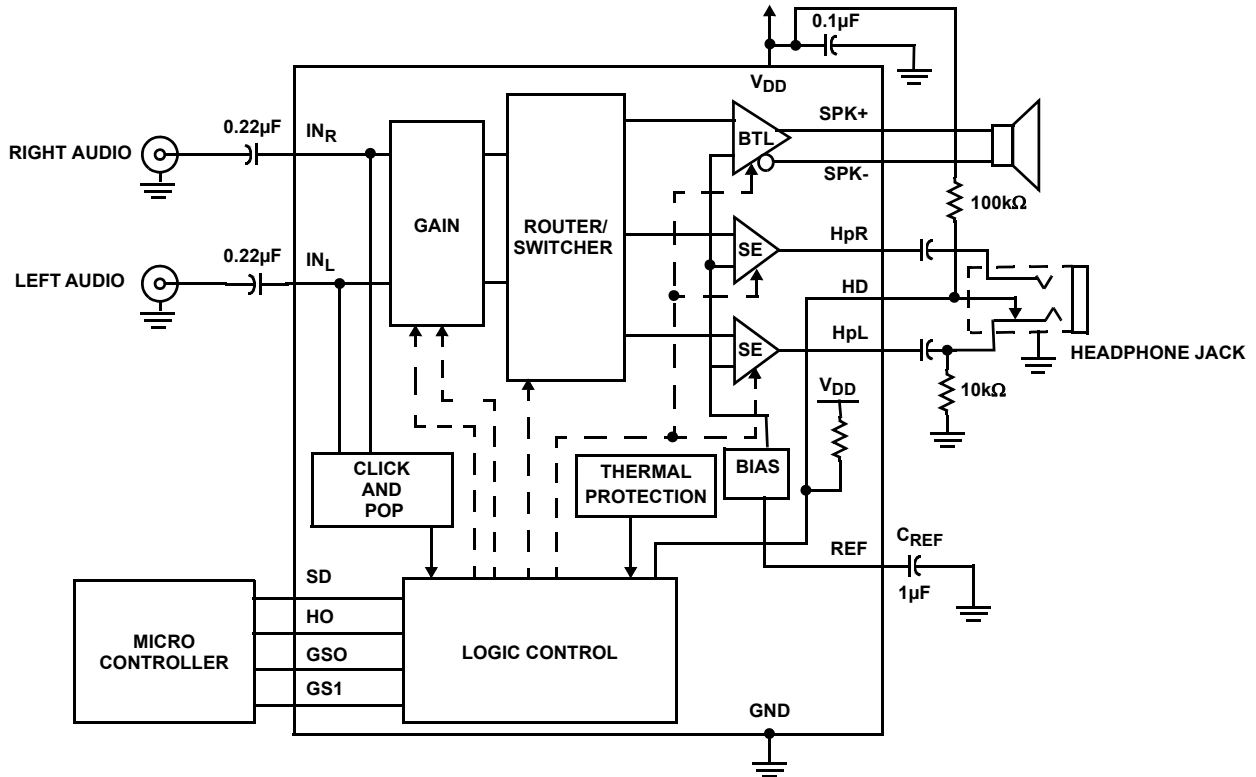 0.1µF
VDD
0.22µF
INR
RIGHT AUDIO
BTL
SPK+
SPK-
100kΩ
GAIN
ROUTER/
SWITCHER
0.22µF
INL
LEFT AUDIO
SE
HpR
HD
SE
HpL
HEADPHONE JACK
VDD
10kΩ
CLICK
AND
POP
THERMAL
PROTECTION
BIAS
REF
CREF
1µF
SD
HO
GSO
GS1
MICRO
CONTROLLER
LOGIC CONTROL
GND